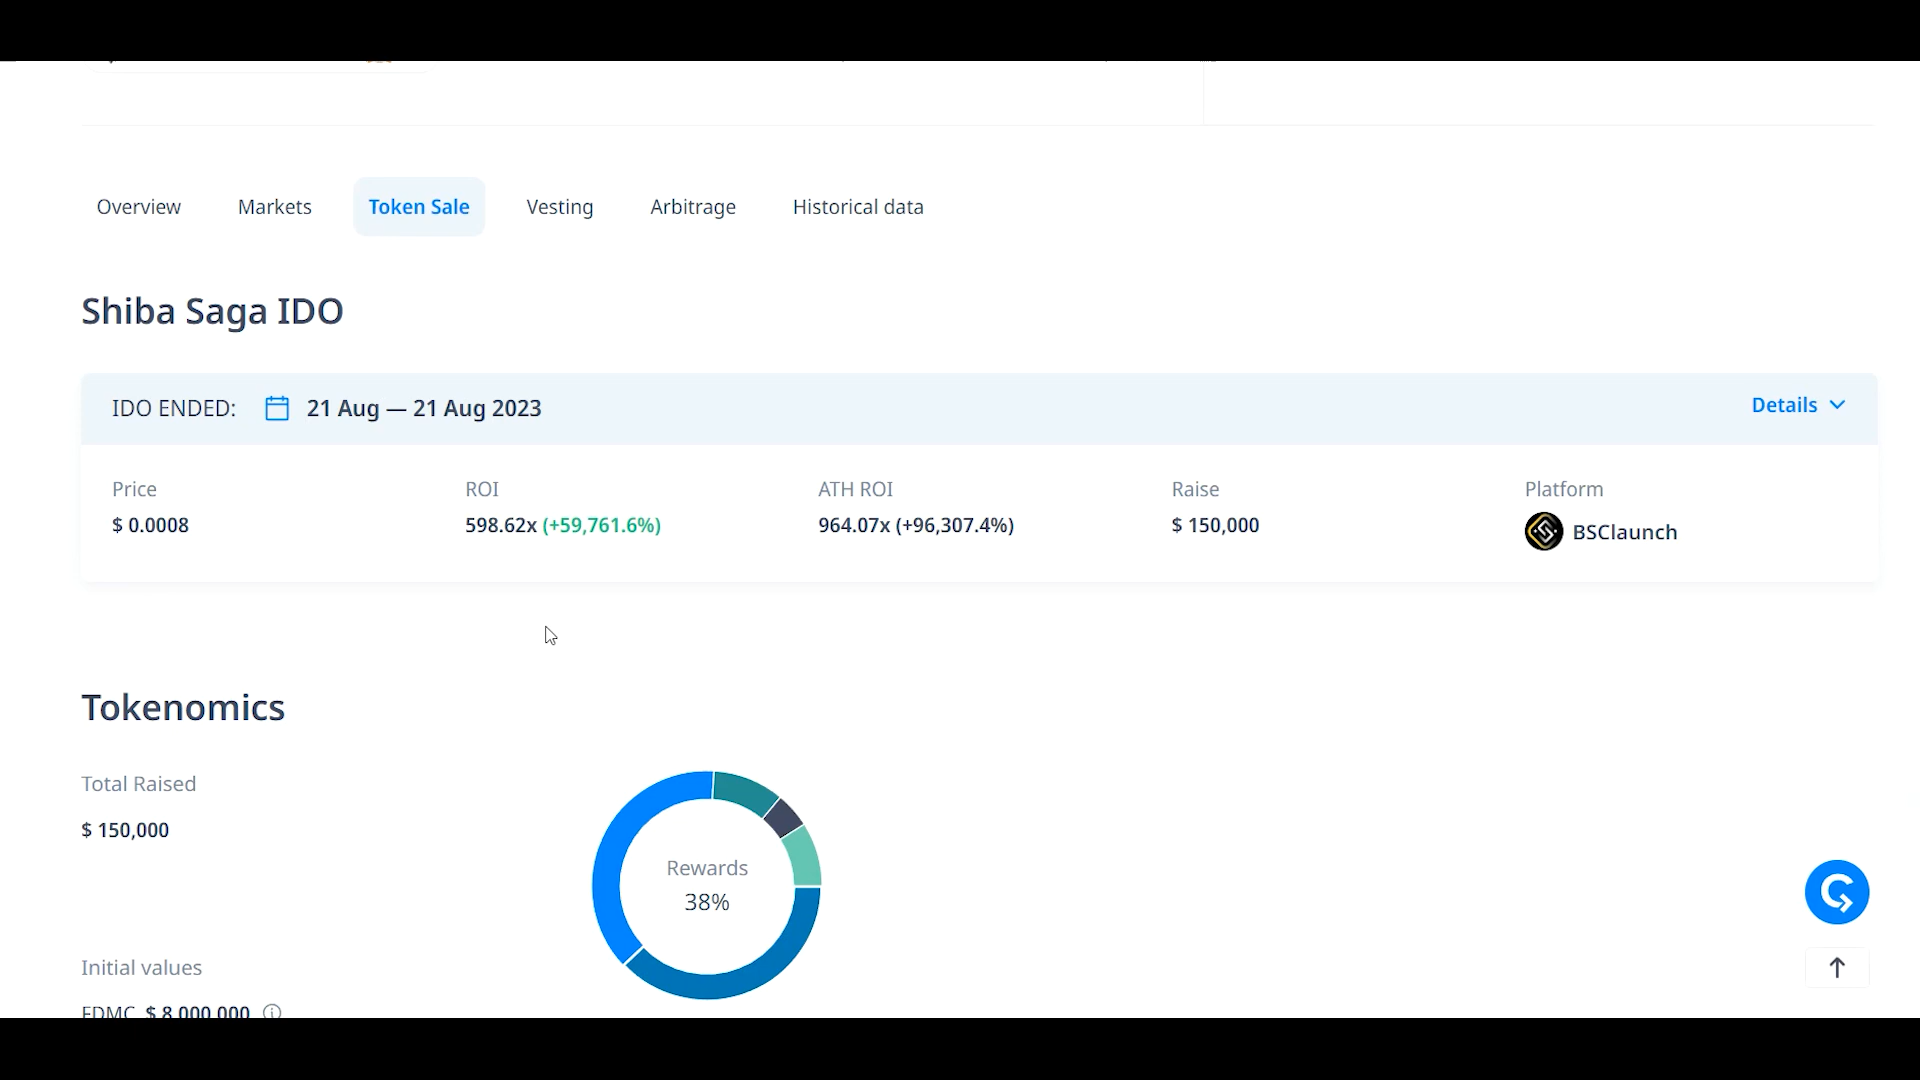 Overview Markets Token Sale Vesting Arbitrage Historical data
Shiba Saga IDO
IDO ENDED: 21 Aug — 21 Aug 2023 Details
Price ROI ATH ROI Raise Platform
$ 0.0008 598.62x (+59,761.6%) 964.07x (+96,307.4%) $ 150,000 BSClaunch
Tokenomics
Total Raised
$ 150,000
Rewards
38%
Initial values
FDMC $ 8,000,000